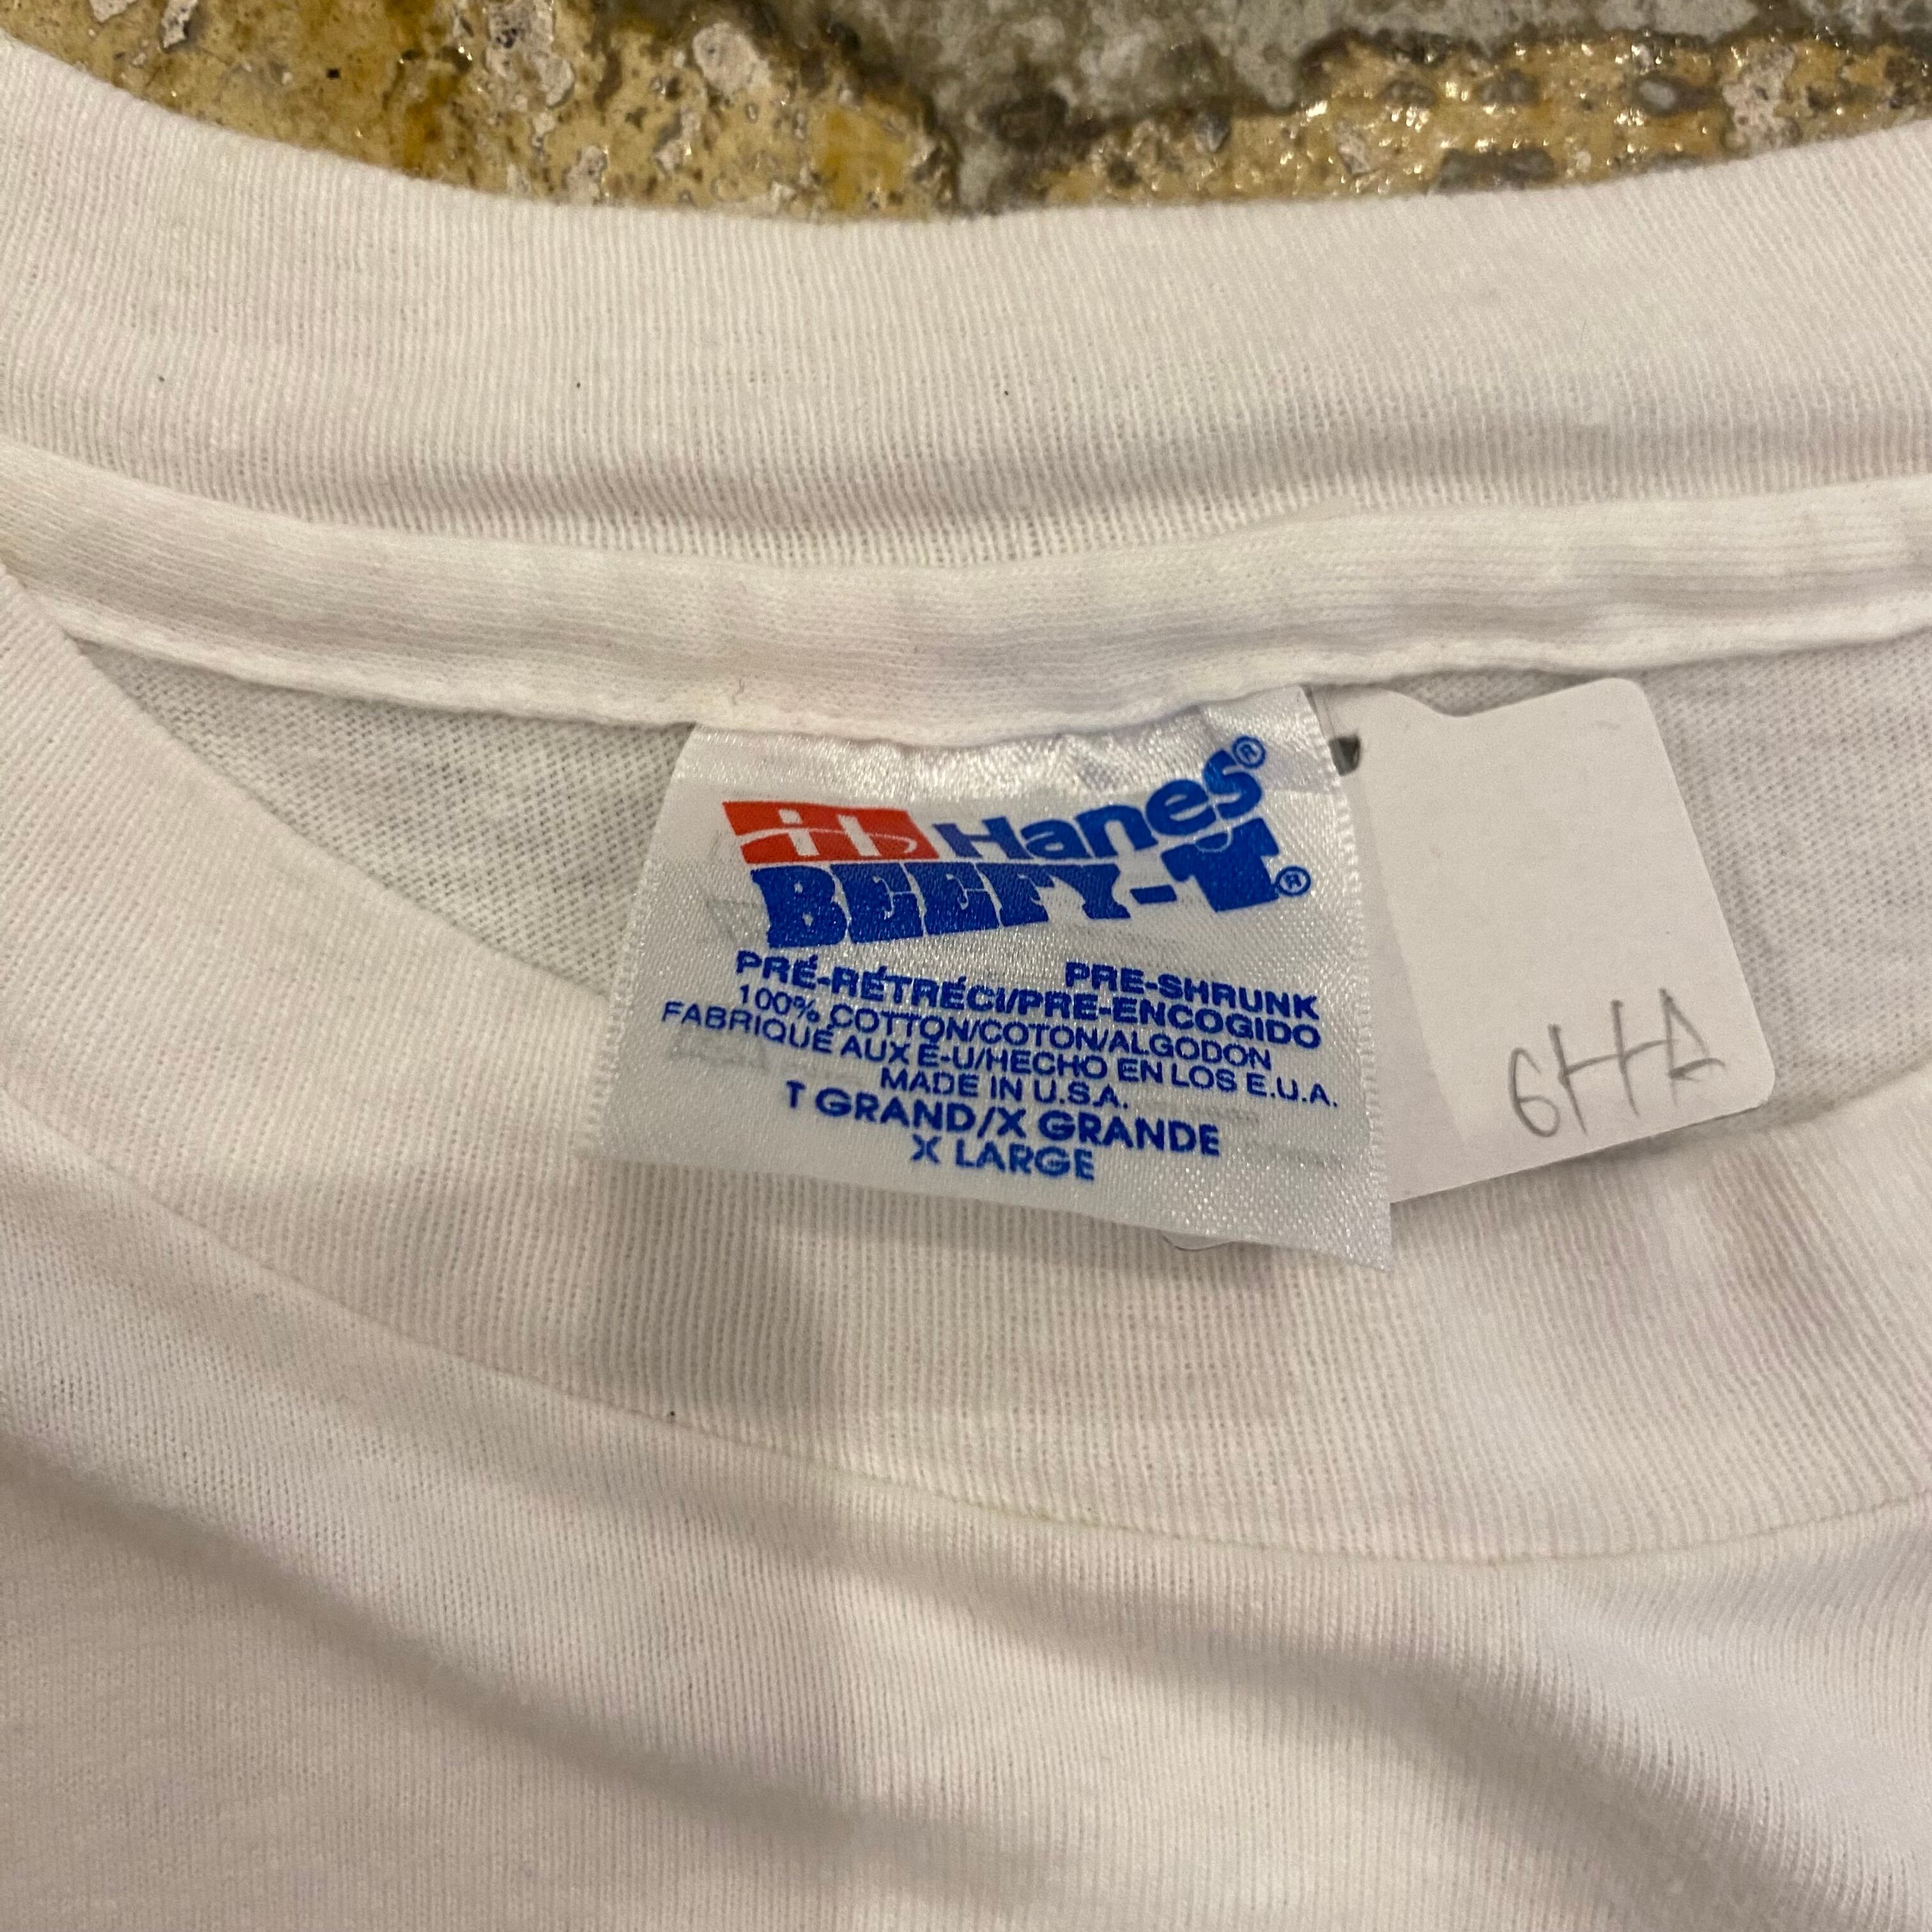 Hanes®
BEEFY-T®
PRE-SHRUNK
PRÉ-RÉTRÉCI/PRE-ENCOGIDO
100% COTTON/COTON/ALGODON
FABRIQUÉ AUX É-U/HECHO EN LOS E.U.A.
MADE IN U.S.A.
T GRAND/X GRANDE
X LARGE
6HHA